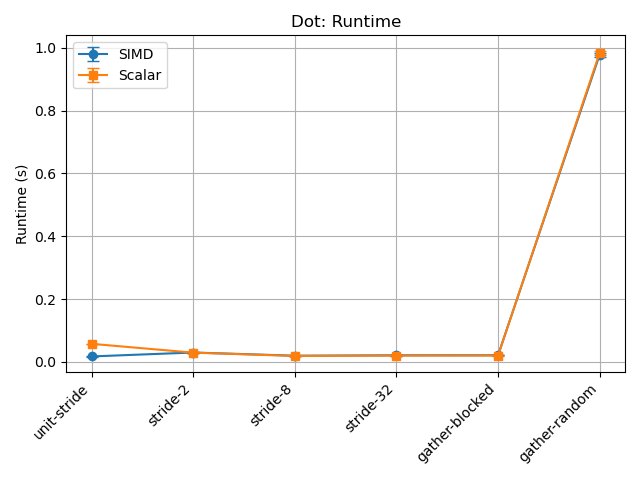 Dot: Runtime
SIMD
Scalar
Runtime (s)
1.0
0.8
0.6
0.4
0.2
0.0
unit-stride
stride-2
stride-8
stride-32
gather-blocked
gather-random